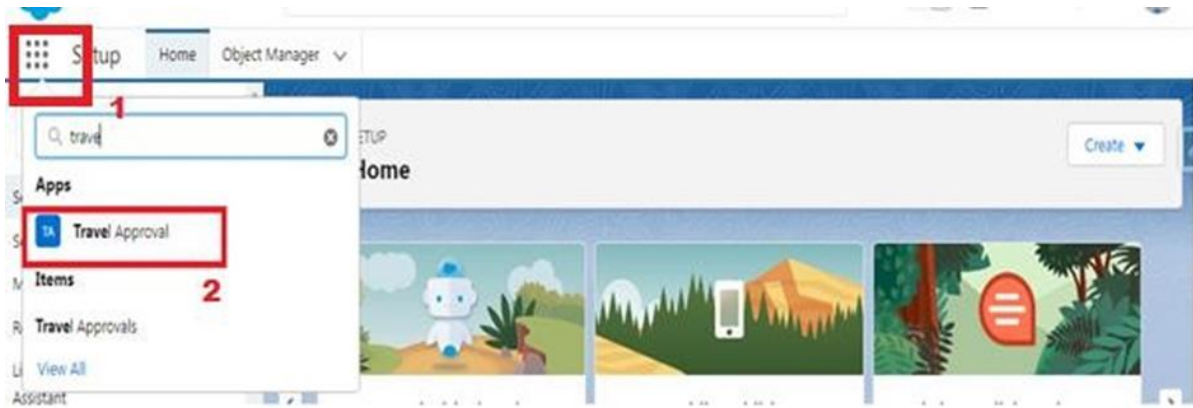 Setup Home Object Manager
1
trave
ETUP
Home
Create
Apps
TA Travel Approval
Items
2
Travel Approvals
View All
Assistant